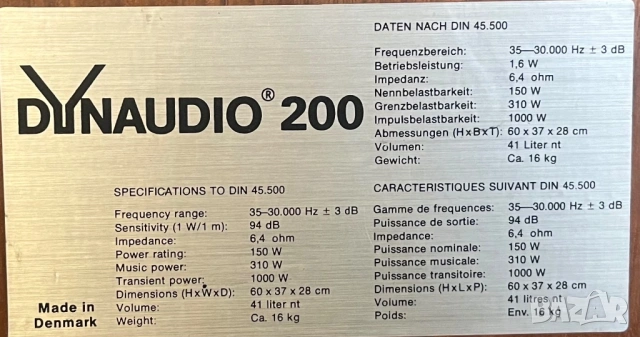 DYNAUDIO® 200
DATEN NACH DIN 45.500
Frequenzbereich: 35—30.000 Hz ± 3 dB
Betriebsleistung: 1,6 W
Impedanz: 6,4 ohm
Nennbelastbarkeit: 150 W
Grenzbelastbarkeit: 310 W
Impulsbelastbarkeit: 1000 W
Abmessungen (H×B×T): 60 x 37 x 28 cm
Volumen: 41 Liter nt
Gewicht: Ca. 16 kg
SPECIFICATIONS TO DIN 45.500
Frequency range: 35—30.000 Hz ± 3 dB
Sensitivity (1 W/1 m): 94 dB
Impedance: 6,4 ohm
Power rating: 150 W
Music power: 310 W
Transient power: 1000 W
Dimensions (H×W×D): 60 x 37 x 28 cm
Volume: 41 liter nt
Weight: Ca. 16 kg
CARACTERISTIQUES SUIVANT DIN 45.500
Gamme de frequences: 35—30.000 Hz ± 3 dB
Puissance de sortie: 94 dB
Impedance: 6,4 ohm
Puissance nominale: 150 W
Puissance musicale: 310 W
Puissance transitoire: 1000 W
Dimensions (H×L×P): 60 x 37 x 28 cm
Volume: 41 litres nt
Poids: Env. 16 kg
Made in
Denmark
BAZAR